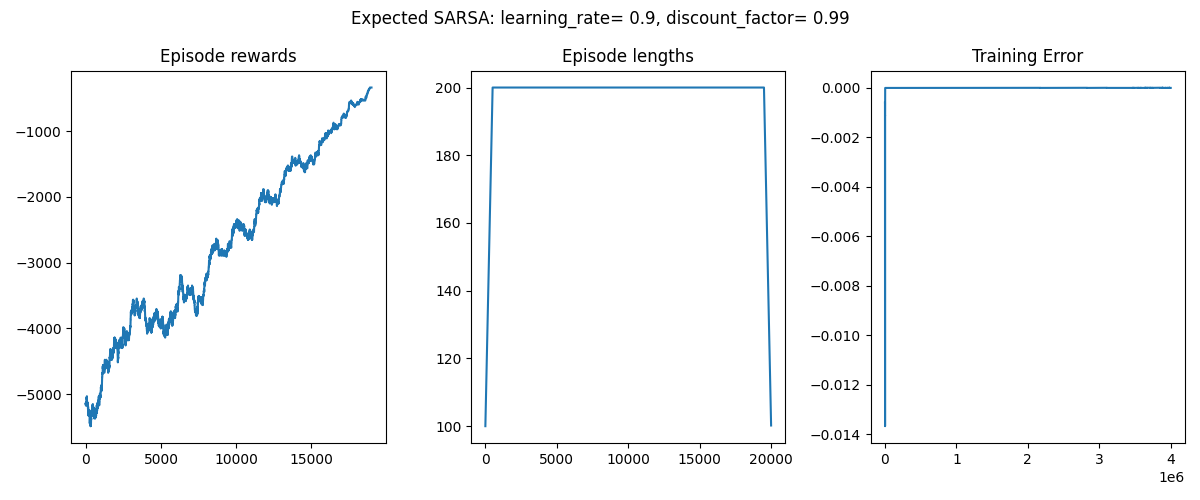 Expected SARSA: learning_rate= 0.9, discount_factor= 0.99
Episode rewards
−1000
−2000
−3000
−4000
−5000
0 5000 10000 15000
Episode lengths
200
180
160
140
120
100
0 5000 10000 15000 20000
Training Error
0.000
−0.002
−0.004
−0.006
−0.008
−0.010
−0.012
−0.014
0 1 2 3 4
1e6